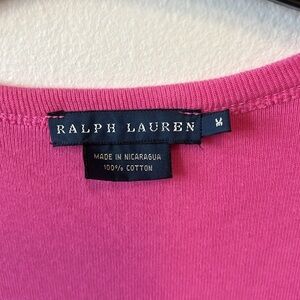 RALPH LAUREN
M
MADE IN NICARAGUA
100% COTTON